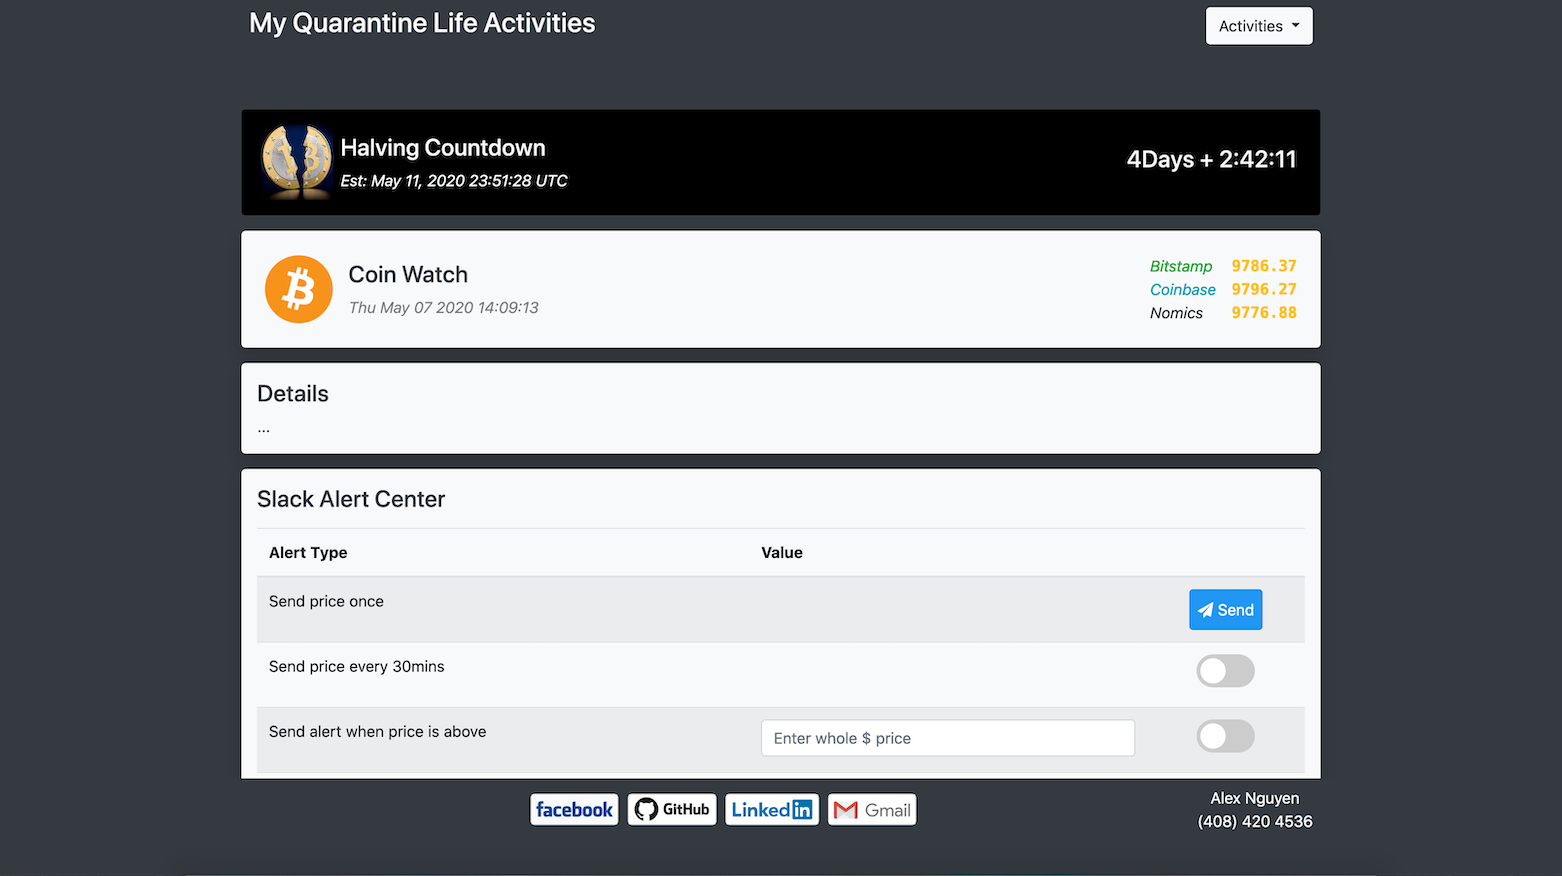 My Quarantine Life Activities
Activities
Halving Countdown
Est: May 11, 2020 23:51:28 UTC
4Days + 2:42:11
Coin Watch
Thu May 07 2020 14:09:13
Bitstamp 9786.37
Coinbase 9796.27
Nomics 9776.88
Details
...
Slack Alert Center
Alert Type Value
Send price once
Send
Send price every 30mins
Send alert when price is above
Enter whole $ price
facebook GitHub Linkedin Gmail
Alex Nguyen
(408) 420 4536